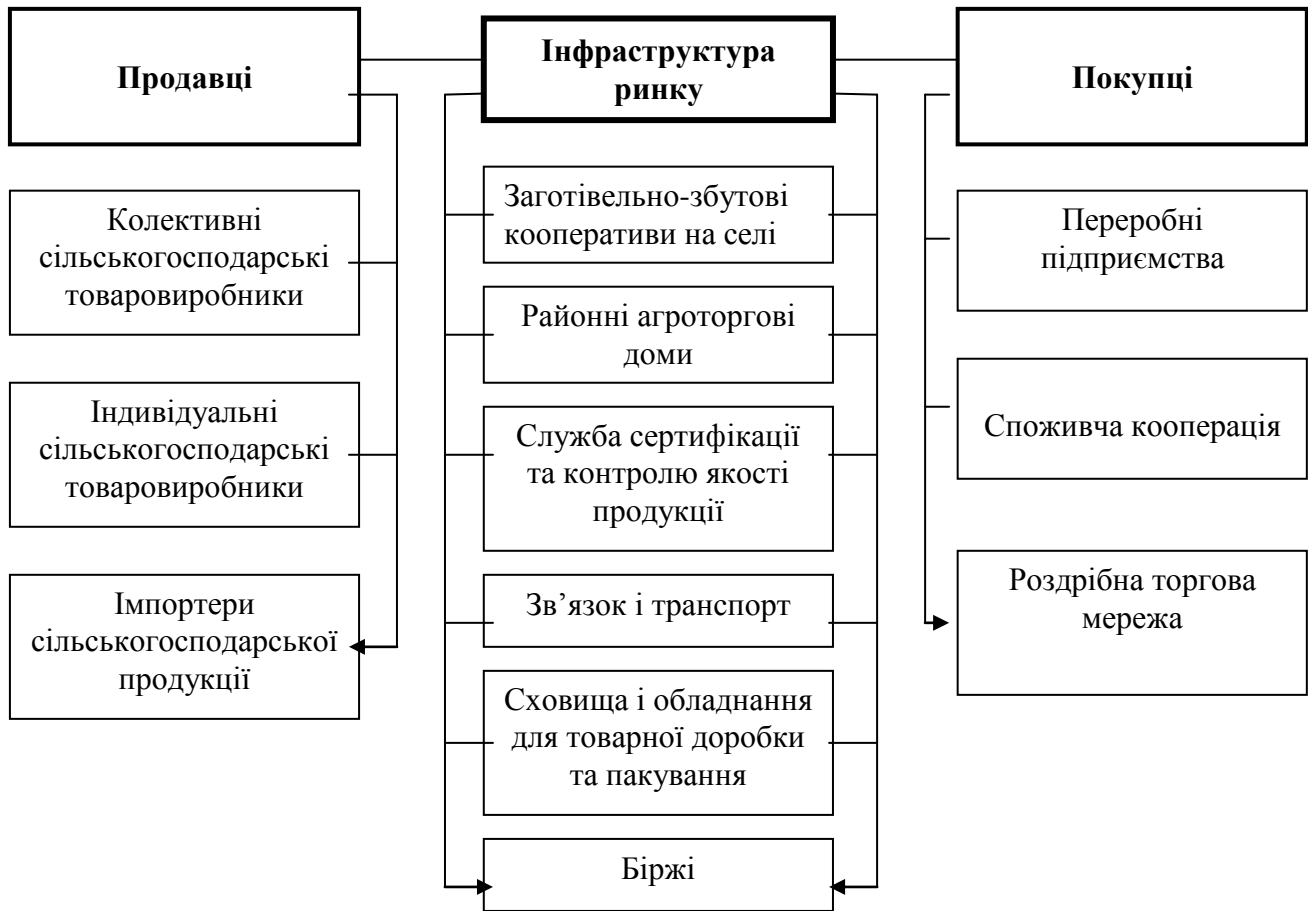 Продавці
Інфраструктура
ринку
Покупці
Колективні
сільськогосподарські
товаровиробники
Індивідуальні
сільськогосподарські
товаровиробники
Імпортери
сільськогосподарської
продукції
Заготівельно-збутові
кооперативи на селі
Районні агроторгові
доми
Служба сертифікації
та контролю якості
продукції
Зв’язок і транспорт
Сховища і обладнання
для товарної доробки
та пакування
Біржі
Переробні
підприємства
Споживча кооперація
Роздрібна торгова
мережа